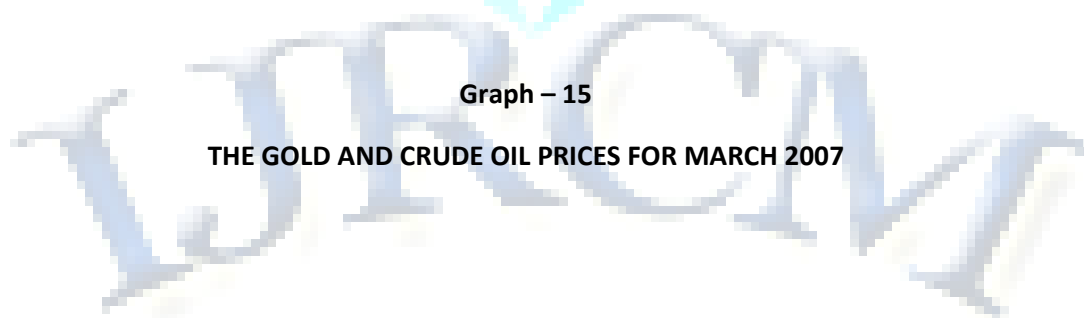 IJRCM
Graph – 15
THE GOLD AND CRUDE OIL PRICES FOR MARCH 2007